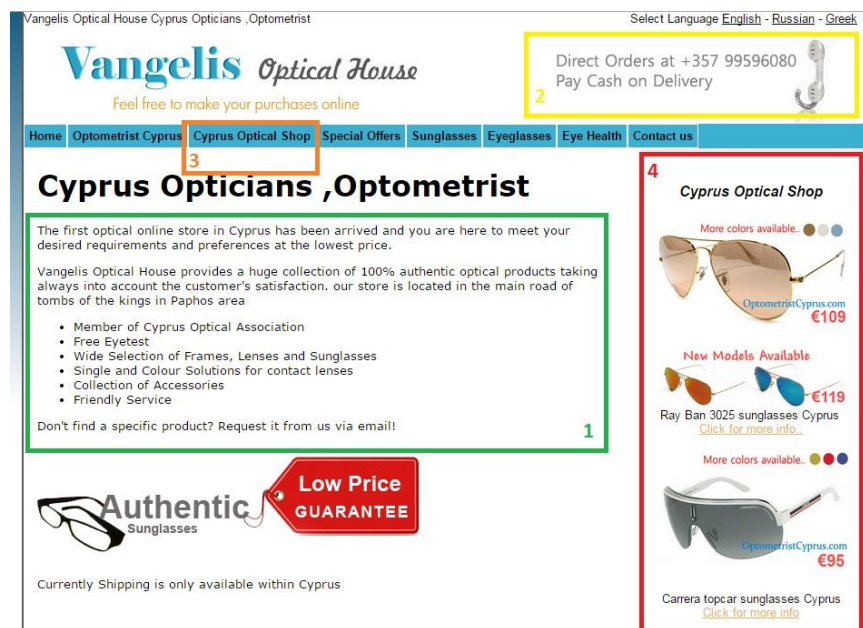 Vangelis Optical House Cyprus Opticians ,Optometrist
Select Language English - Russian - Greek
Vangelis Optical House
Feel free to make your purchases online
Direct Orders at +357 99596080
Pay Cash on Delivery
2
Home Optometrist Cyprus Cyprus Optical Shop Special Offers Sunglasses Eyeglasses Eye Health Contact us
3
Cyprus Opticians ,Optometrist
The first optical online store in Cyprus has been arrived and you are here to meet your
desired requirements and preferences at the lowest price.
Vangelis Optical House provides a huge collection of 100% authentic optical products taking
always into account the customer's satisfaction. our store is located in the main road of
tombs of the kings in Paphos area
• Member of Cyprus Optical Association
• Free Eyetest
• Wide Selection of Frames, Lenses and Sunglasses
• Single and Colour Solutions for contact lenses
• Collection of Accessories
• Friendly Service
Don't find a specific product? Request it from us via email!
1
Authentic
Sunglasses
Low Price
GUARANTEE
Currently Shipping is only available within Cyprus
4
Cyprus Optical Shop
More colors available..
OptometristCyprus.com
€109
New Models Available
€119
Ray Ban 3025 sunglasses Cyprus
Click for more info..
More colors available..
OptometristCyprus.com
€95
Carrera topcar sunglasses Cyprus
Click for more info